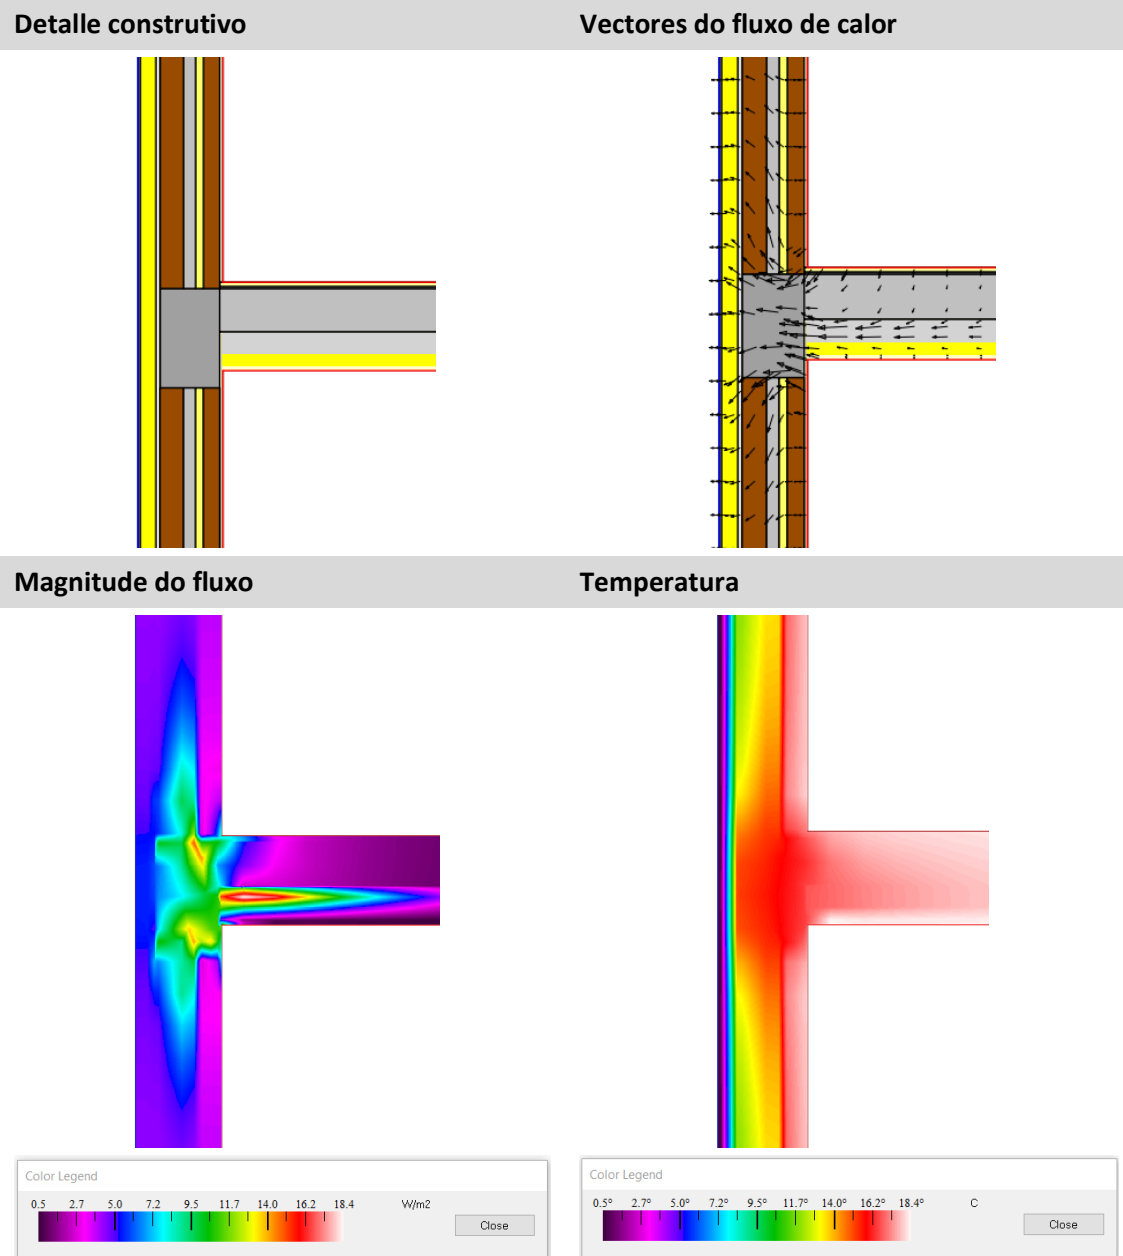 Detalle construtivo
Vectores do fluxo de calor
Magnitude do fluxo
Temperatura
Color Legend
0.5 2.7 5.0 7.2 9.5 11.7 14.0 16.2 18.4 W/m2
Close
Color Legend
0.5° 2.7° 5.0° 7.2° 9.5° 11.7° 14.0° 16.2° 18.4° C
Close